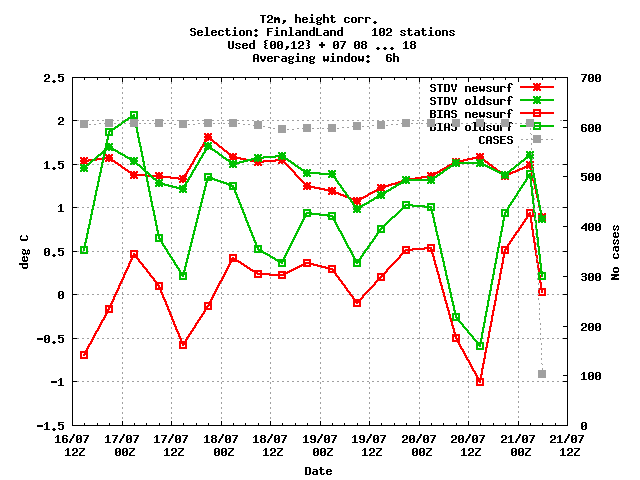 T2m, height corr.
Selection: FinlandLand    102 stations
Used {00,12} + 07 08 ... 18
Averaging window:  6h
2.5
2
1.5
1
0.5
0
-0.5
-1
-1.5
deg C
700
600
500
400
300
200
100
0
No cases
STDV newsurf
STDV oldsurf
BIAS newsurf
BIAS oldsurf
CASES
16/07 17/07 17/07 18/07 18/07 19/07 19/07 20/07 20/07 21/07 21/07
12Z 00Z 12Z 00Z 12Z 00Z 12Z 00Z 12Z 00Z 12Z
Date